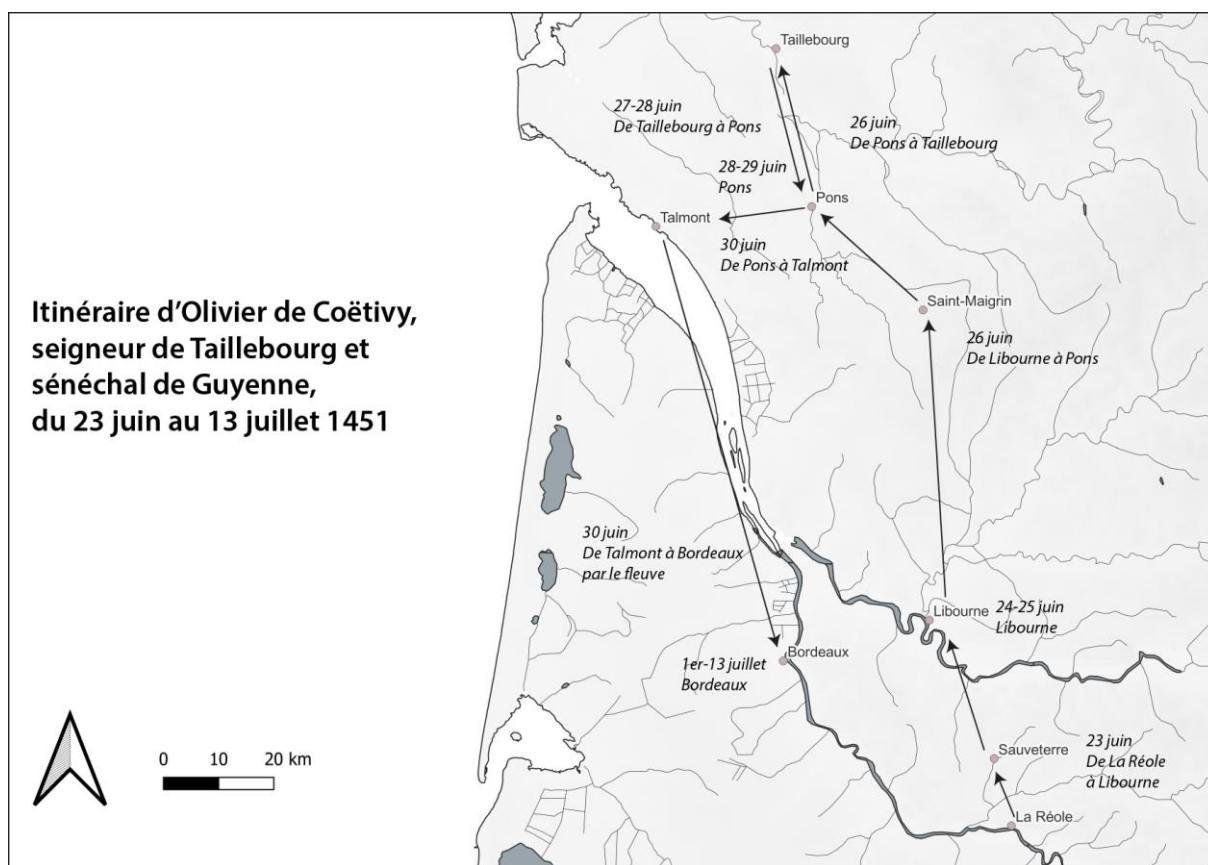 Taillebourg
27-28 juin
De Taillebourg à Pons
26 juin
De Pons à Taillebourg
28-29 juin
Pons
Pons
Talmont
30 juin
De Pons à Talmont
Itinéraire d'Olivier de Coëtivy,
seigneur de Taillebourg et
sénéchal de Guyenne,
du 23 juin au 13 juillet 1451
Saint-Maigrin
26 juin
De Libourne à Pons
30 juin
De Talmont à Bordeaux
par le fleuve
Libourne
24-25 juin
Libourne
Bordeaux
1er-13 juillet
Bordeaux
Sauveterre
23 juin
De La Réole
à Libourne
La Réole
0 10 20 km